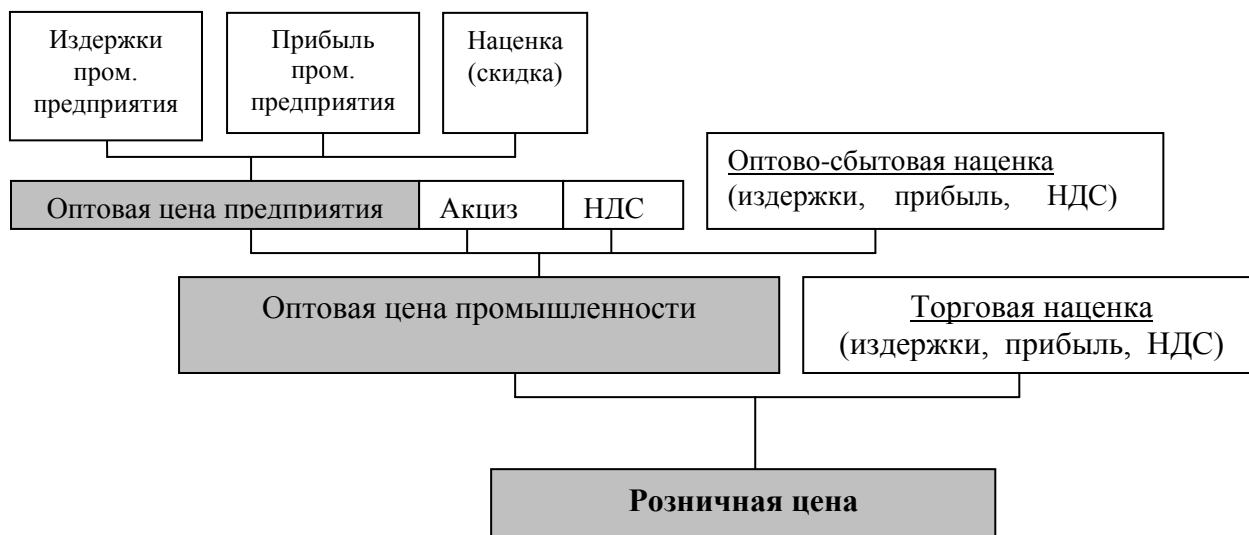 Издержки
пром.
предприятия
Прибыль
пром.
предприятия
Наценка
(скидка)
Оптово-сбытовая наценка
(издержки, прибыль, НДС)
Оптовая цена предприятия
Акциз
НДС
Оптовая цена промышленности
Торговая наценка
(издержки, прибыль, НДС)
Розничная цена